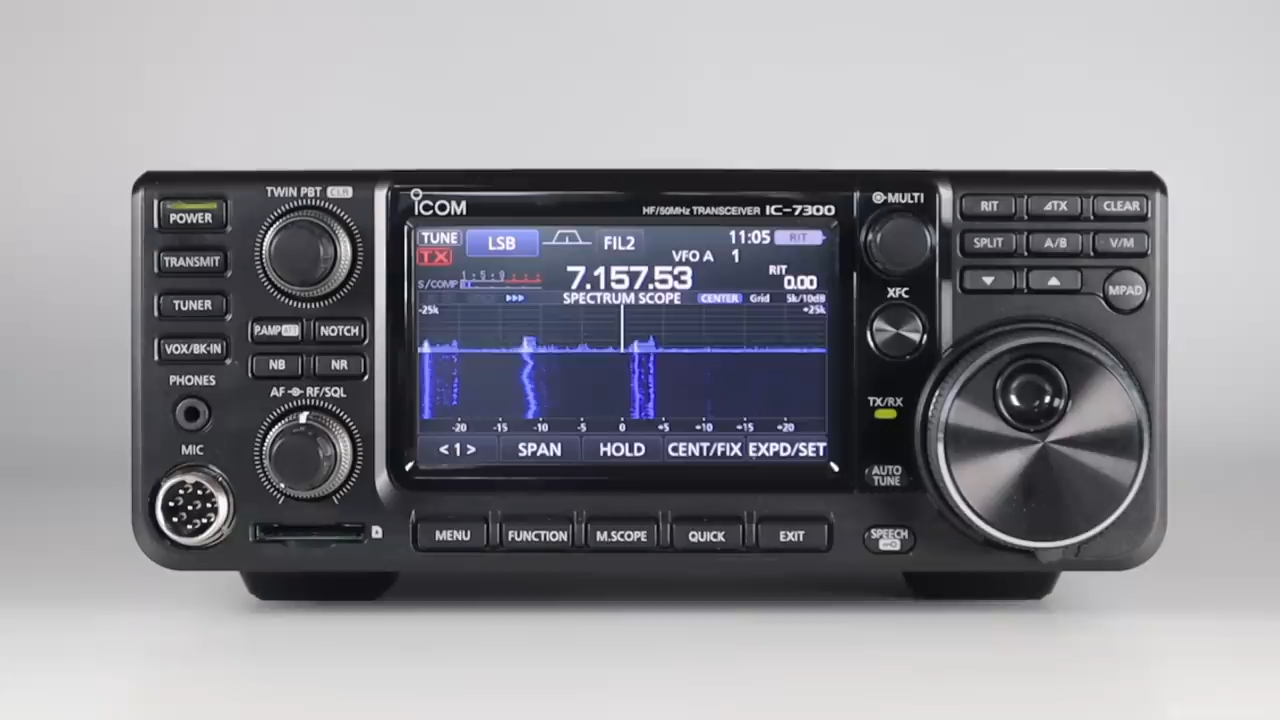 POWER
TRANSMIT
TUNER
VOX/BK-IN
PHONES
MIC
TWIN PBT CLR
P.AMP ATT
NOTCH
NB
NR
AF RF/SQL
ICOM
HF/50MHz TRANSCEIVER IC-7300
TUNE LSB FIL2 11:05 RIT
TX VFO A 1
S/COMP 1 5 9 7.157.53 RIT 0.00
SPECTRUM SCOPE CENTER Grid 5k/10dB
-25k +25k
-20 -15 -10 -5 0 +5 +10 +15 +20
<1> SPAN HOLD CENT/FIX EXPD/SET
MENU FUNCTION M.SCOPE QUICK EXIT
MULTI
XFC
TX/RX
AUTO
TUNE
SPEECH
RIT ⊿TX CLEAR
SPLIT A/B V/M
MPAD